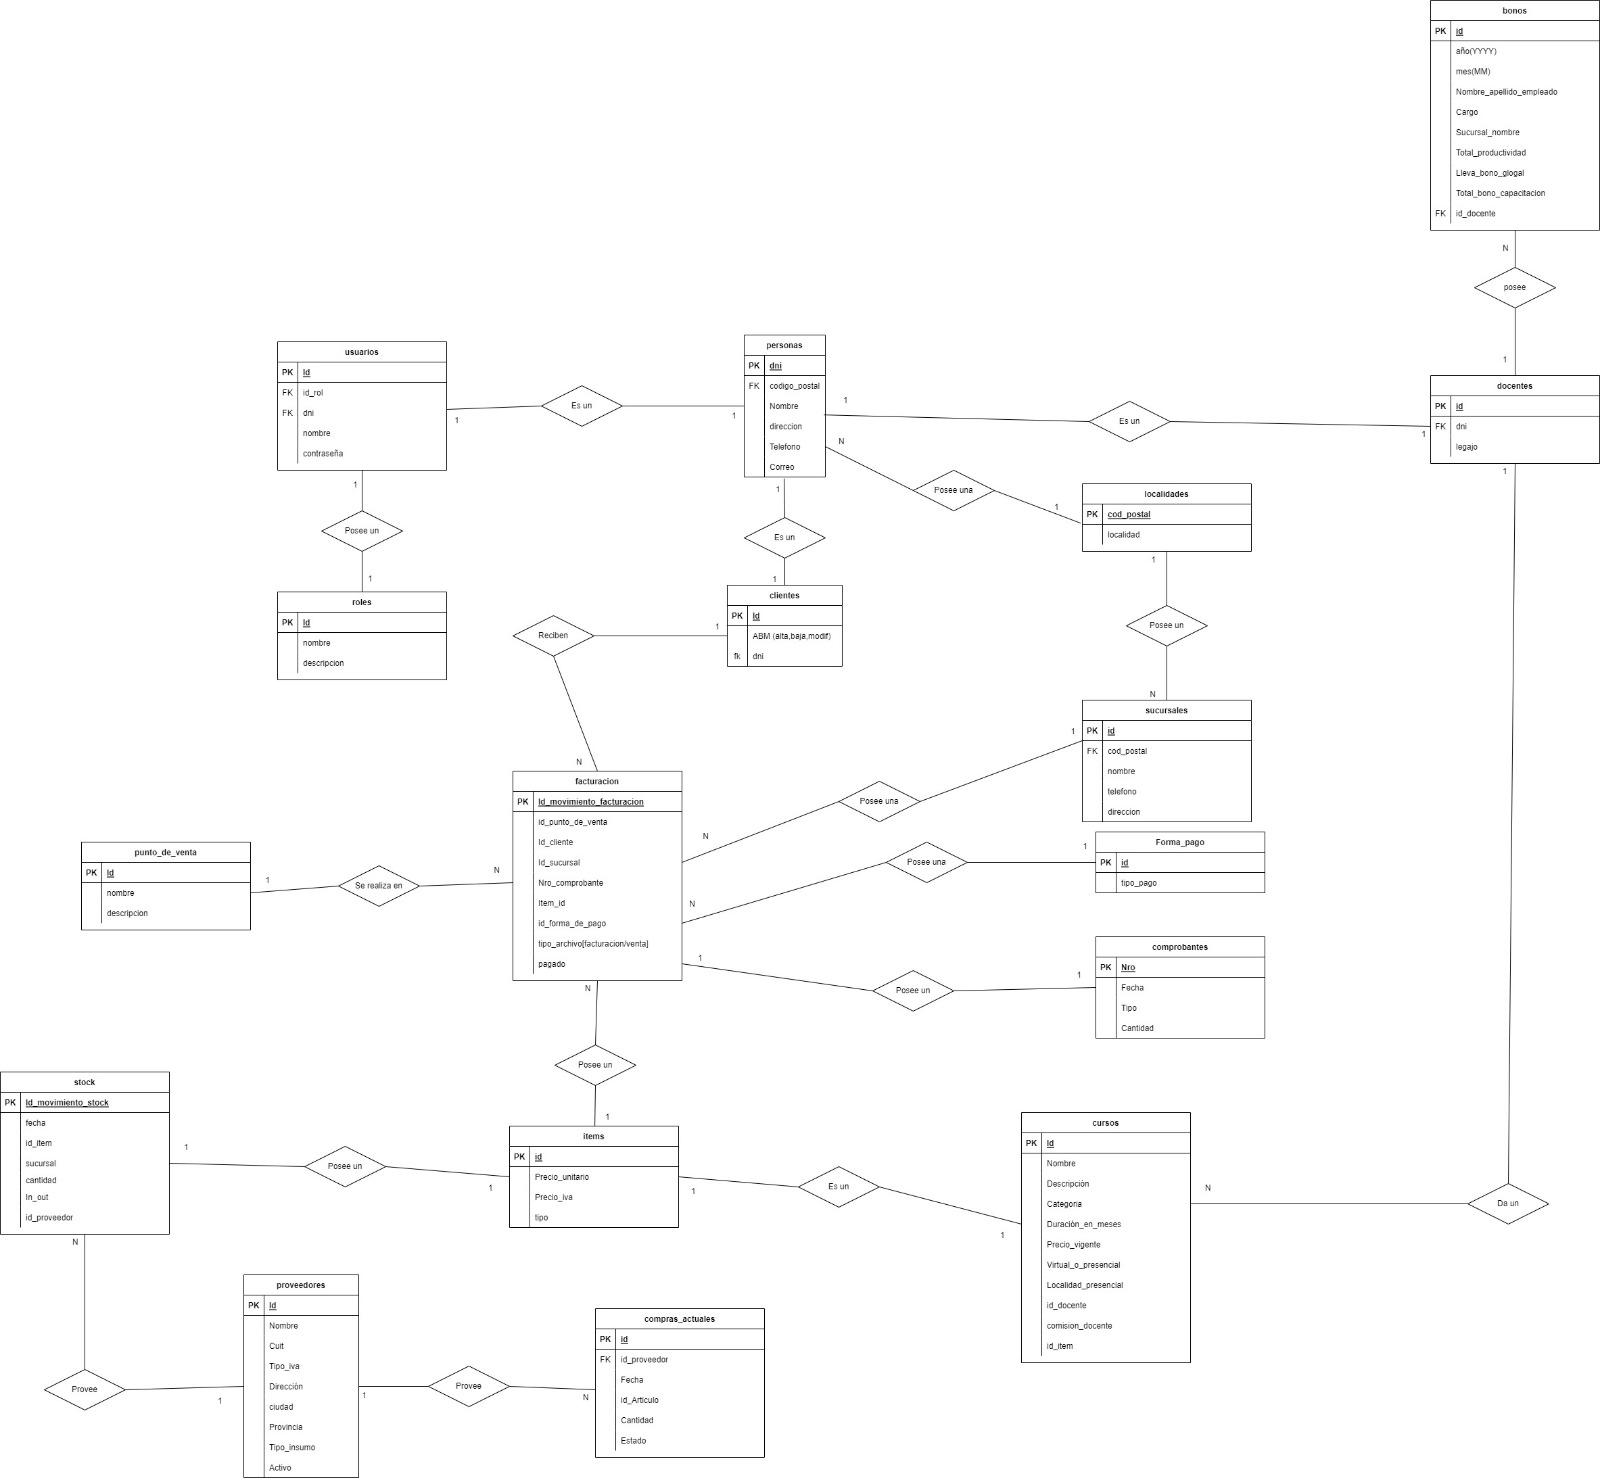 bonos
PK id
año(YYYY)
mes(MM)
Nombre_apellido_empleado
Cargo
Sucursal_nombre
Total_productividad
Lleva_bono_glogal
Total_bono_capacitacion
FK id_docente
N
posee
1
usuarios
PK Id
FK id_rol
FK dni
nombre
contraseña
1
Es un
1
personas
PK dni
FK codigo_postal
Nombre
direccion
Telefono
Correo
1
Es un
1
docentes
PK id
FK dni
legajo
1
N
Posee una
1
localidades
PK cod_postal
localidad
1
Posee un
1
roles
PK Id
nombre
descripcion
1
Es un
1
clientes
PK Id
ABM (alta,baja,modif)
fk dni
1
Reciben
N
1
Posee un
N
sucursales
PK id
FK cod_postal
nombre
telefono
direccion
facturacion
PK Id_movimiento_facturacion
id_punto_de_venta
Id_cliente
Id_sucursal
Nro_comprobante
Item_id
id_forma_de_pago
tipo_archivo[facturacion/venta]
pagado
1
Posee una
N
Forma_pago
PK id
tipo_pago
1
Posee una
N
punto_de_venta
PK Id
nombre
descripcion
1
Se realiza en
N
comprobantes
PK Nro
Fecha
Tipo
Cantidad
1
Posee un
1
N
Posee un
1
stock
PK Id_movimiento_stock
fecha
id_item
sucursal
cantidad
In_out
id_proveedor
1
Posee un
1
items
PK id
Precio_unitario
Precio_iva
tipo
1
Es un
1
cursos
PK Id
Nombre
Descripción
Categoria
Duración_en_meses
Precio_vigente
Virtual_o_presencial
Localidad_presencial
id_docente
comision_docente
id_item
N
Da un
N
Provee
1
proveedores
PK Id
Nombre
Cuit
Tipo_iva
Dirección
ciudad
Provincia
Tipo_insumo
Activo
1
Provee
N
compras_actuales
PK id
FK id_proveedor
Fecha
id_Articulo
Cantidad
Estado